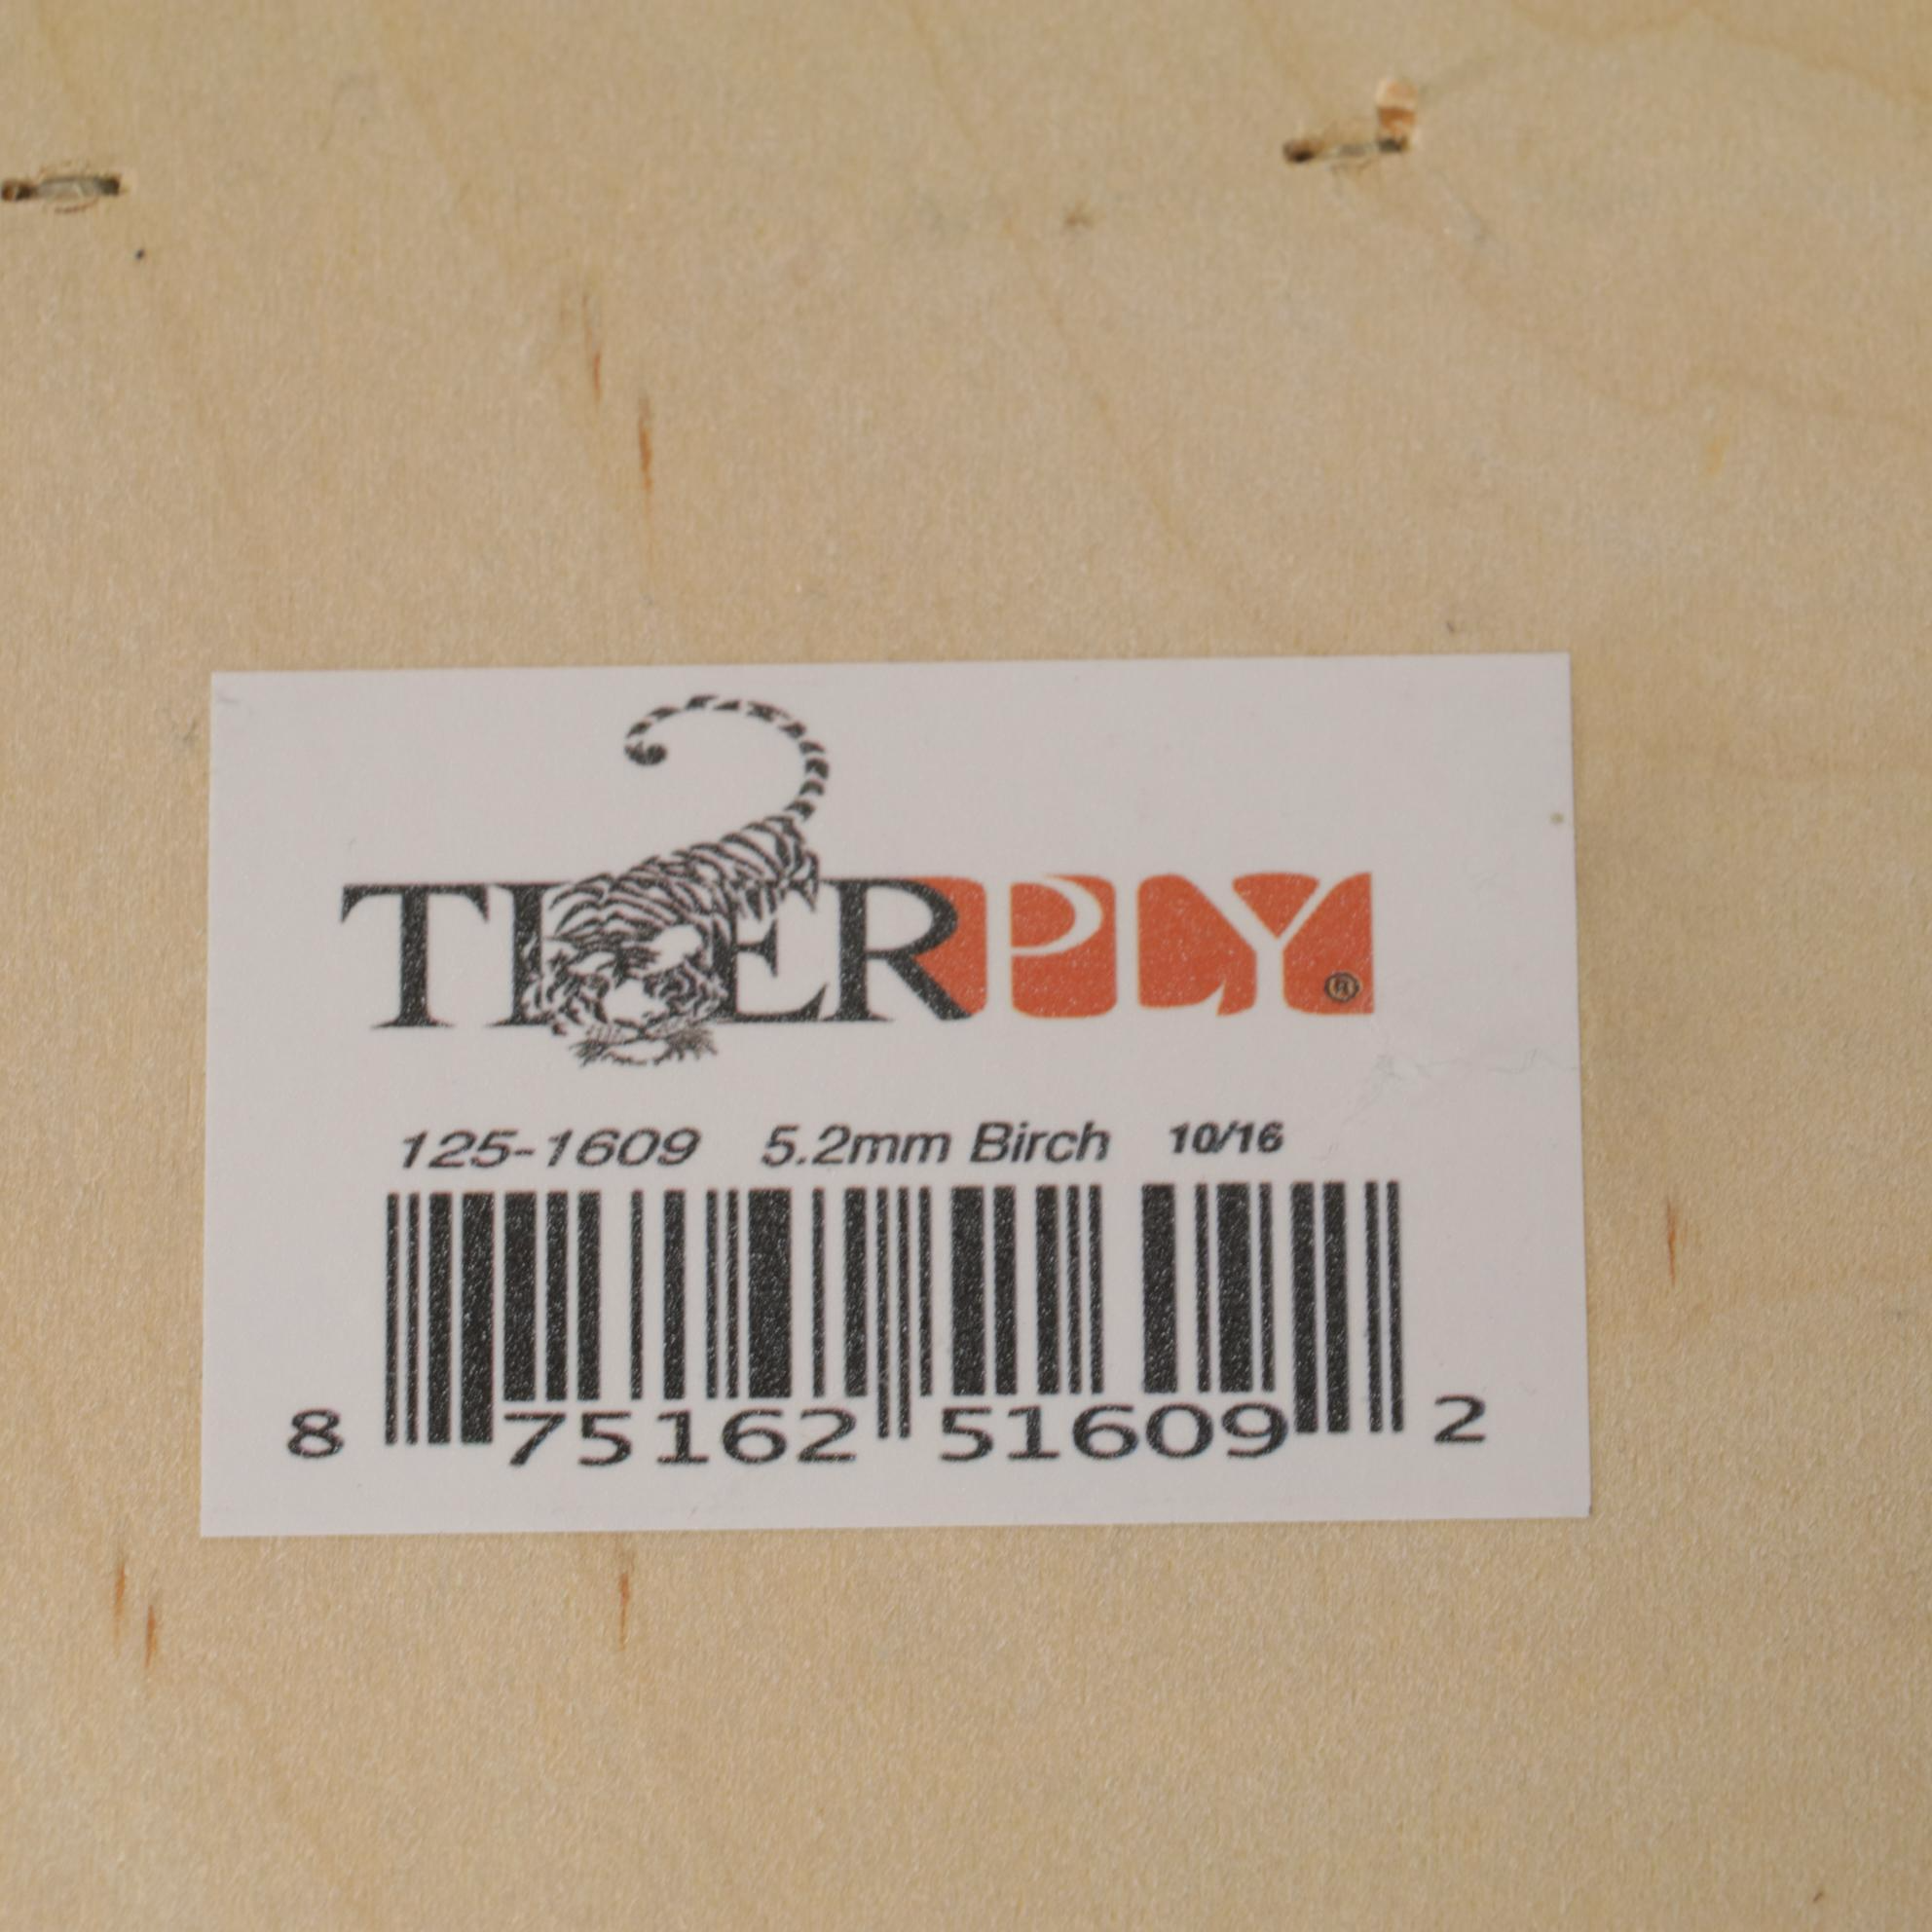 TIGERPLY®
125-1609 5.2mm Birch 10/16
8 75162 51609 2